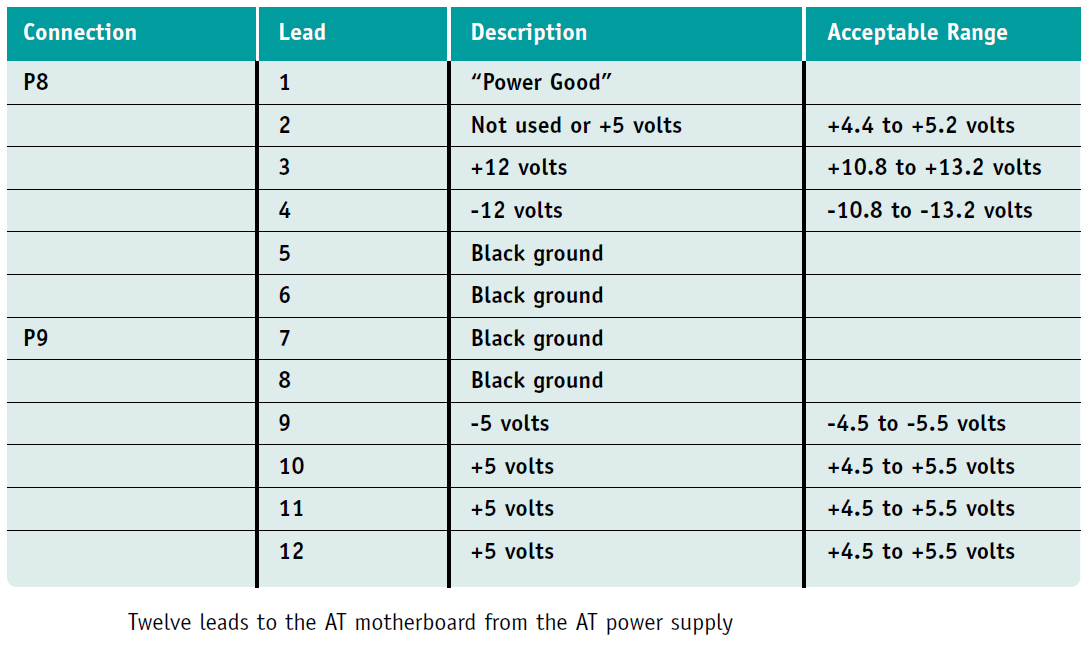 Connection Lead Description Acceptable Range
P8 1 “Power Good”
2 Not used or +5 volts +4.4 to +5.2 volts
3 +12 volts +10.8 to +13.2 volts
4 -12 volts -10.8 to -13.2 volts
5 Black ground
6 Black ground
P9 7 Black ground
8 Black ground
9 -5 volts -4.5 to -5.5 volts
10 +5 volts +4.5 to +5.5 volts
11 +5 volts +4.5 to +5.5 volts
12 +5 volts +4.5 to +5.5 volts
Twelve leads to the AT motherboard from the AT power supply